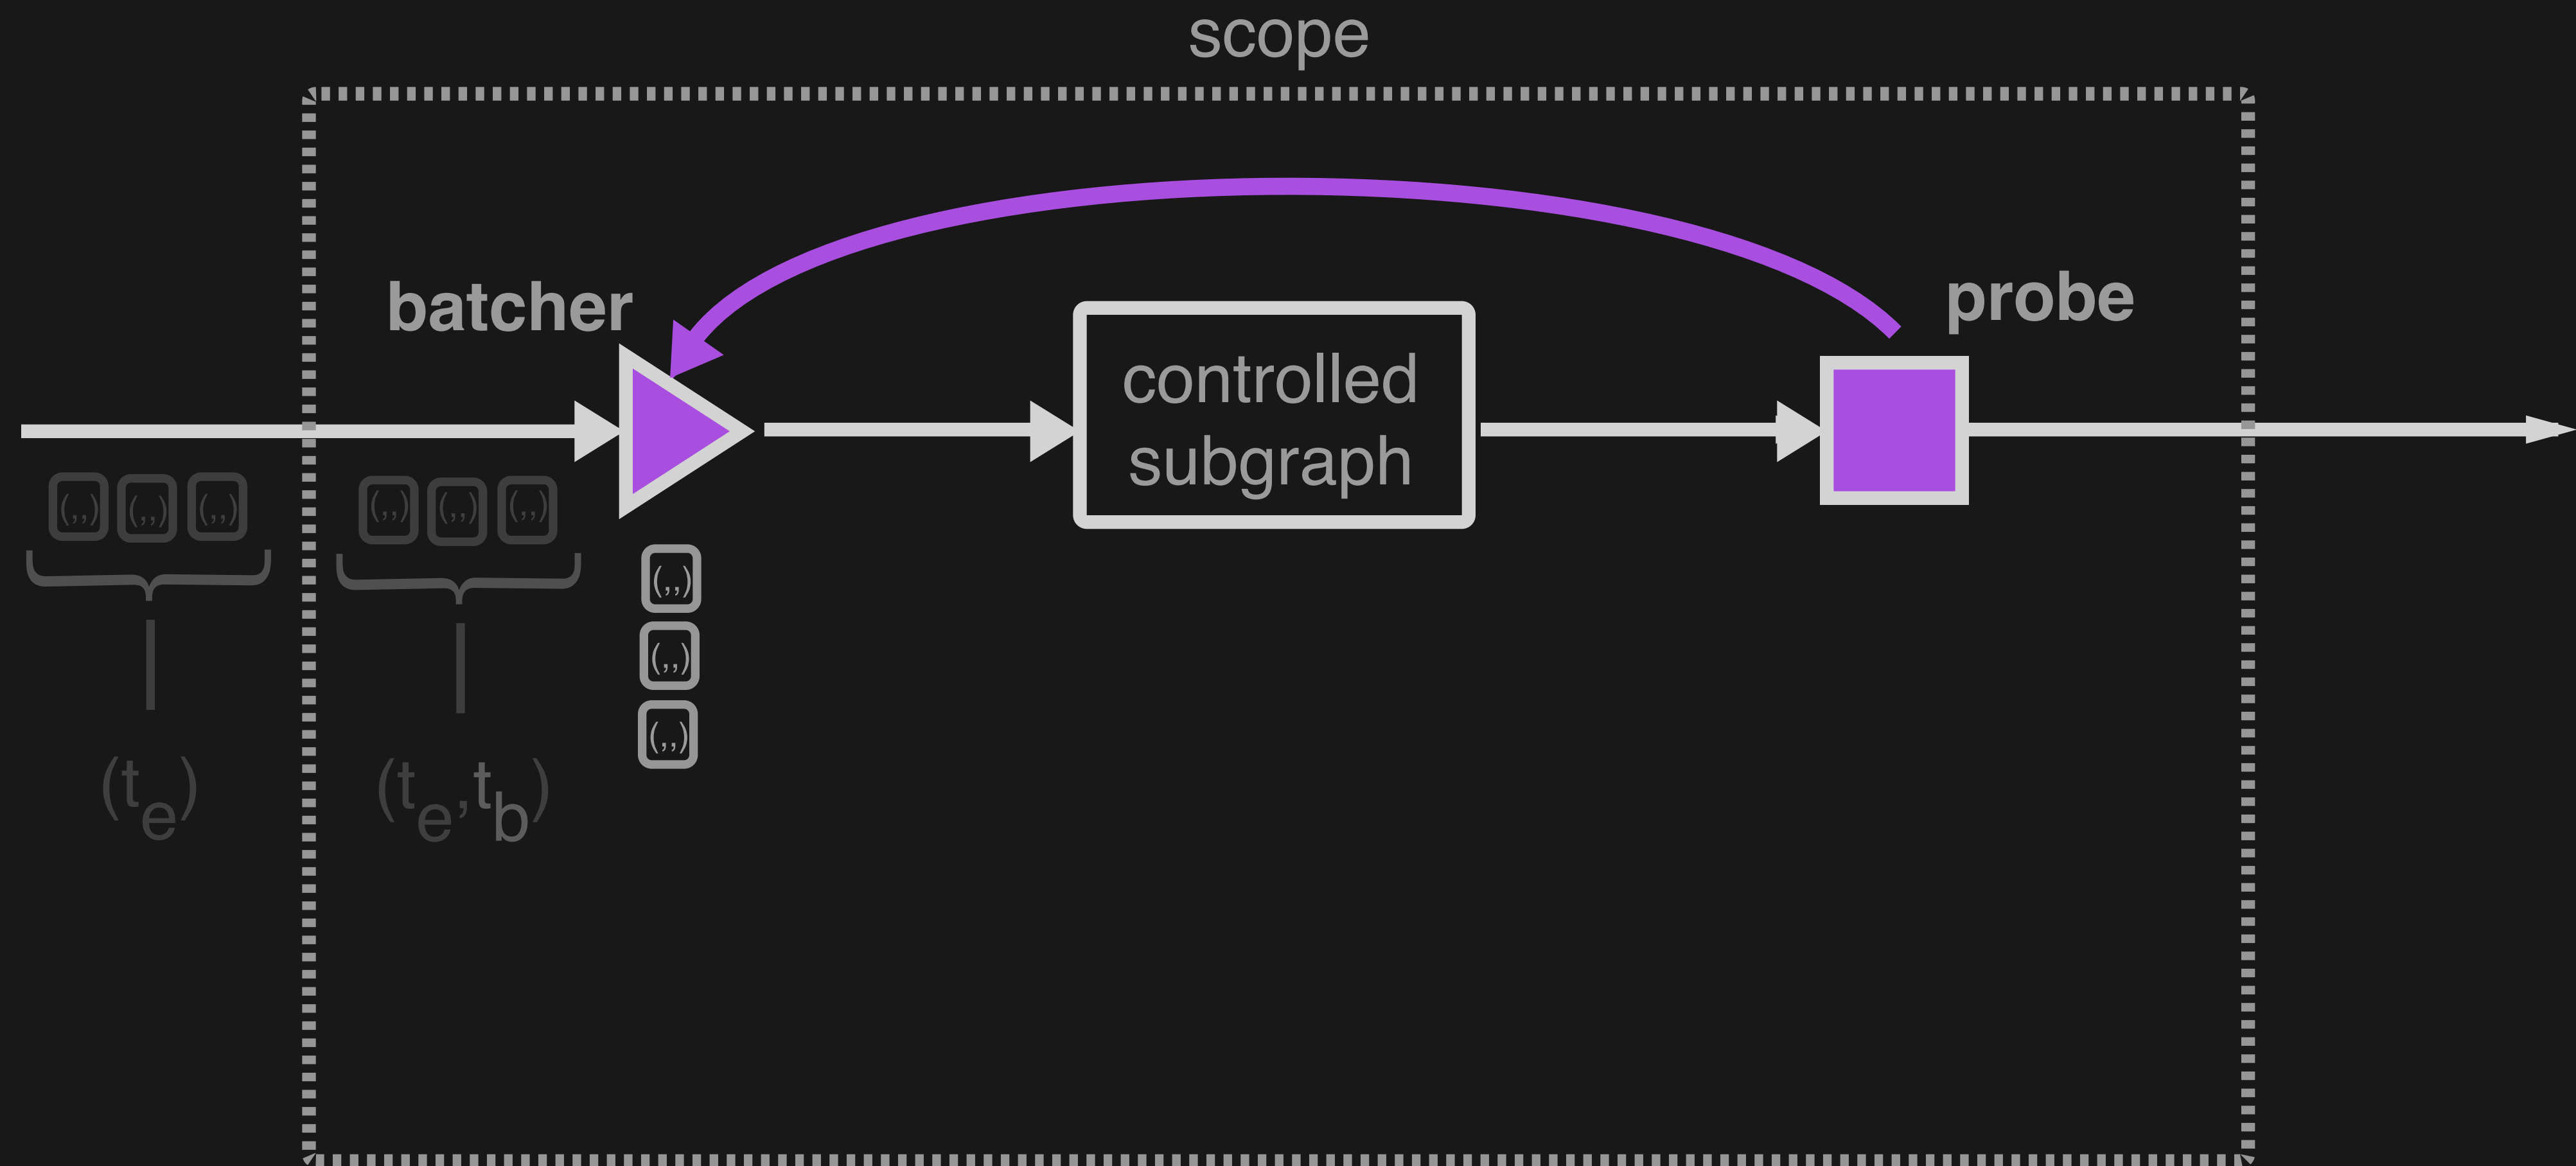 scope
batcher
probe
controlled
subgraph
(,,) (,,) (,,)
(,,) (,,) (,,)
(,,)
(,,)
(,,)
(te)
(te,tb)